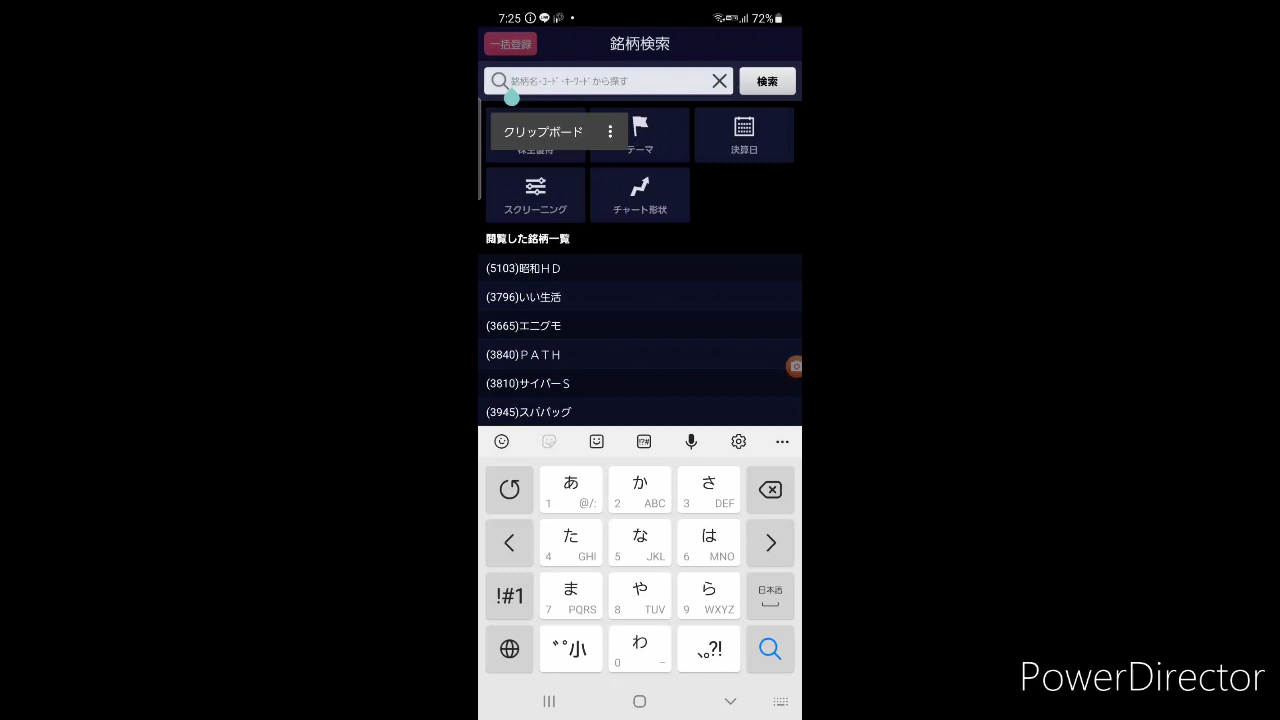 7:25 72%
一括登録 銘柄検索
銘柄名・ｺｰﾄﾞ・ｷｰﾜｰﾄﾞから探す 検索
クリップボード
株主優待 テーマ 決算日
スクリーニング チャート形状
閲覧した銘柄一覧
(5103)昭和ＨＤ
(3796)いい生活
(3665)エニグモ
(3840)ＰＡＴＨ
(3810)サイバーＳ
(3945)スパバッグ
!?#
あ 1 @/: か 2 ABC さ 3 DEF
た 4 GHI な 5 JKL は 6 MNO
!#1 ま 7 PQRS や 8 TUV ら 9 WXYZ 日本語
゛゜小 わ 0 － 、。?!
PowerDirector